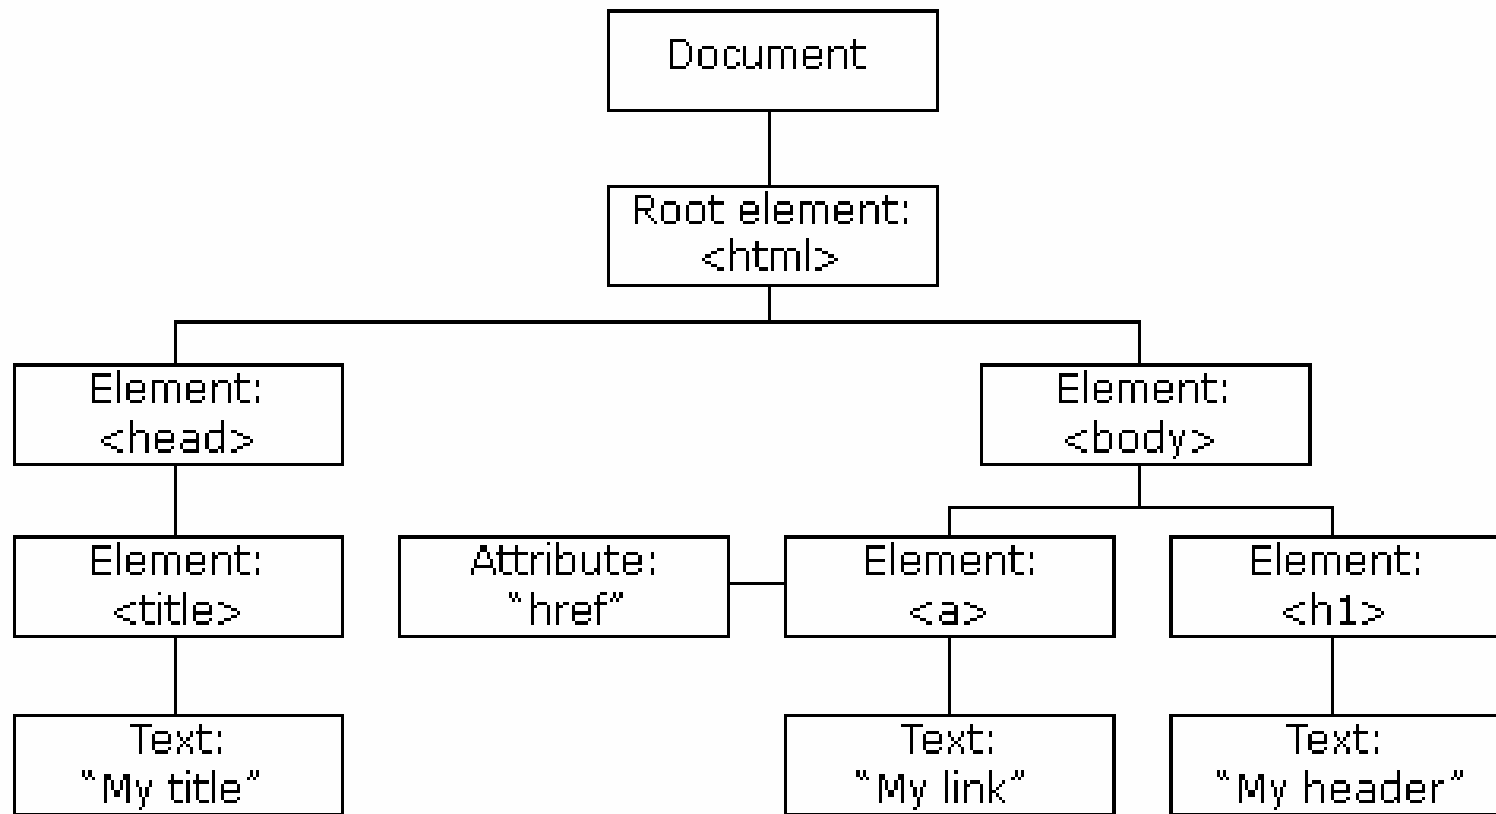 Document
Root element:
<html>
Element:
<head>
Element:
<body>
Element:
<title>
Attribute:
“href”
Element:
<a>
Element:
<h1>
Text:
“My title”
Text:
“My link”
Text:
“My header”